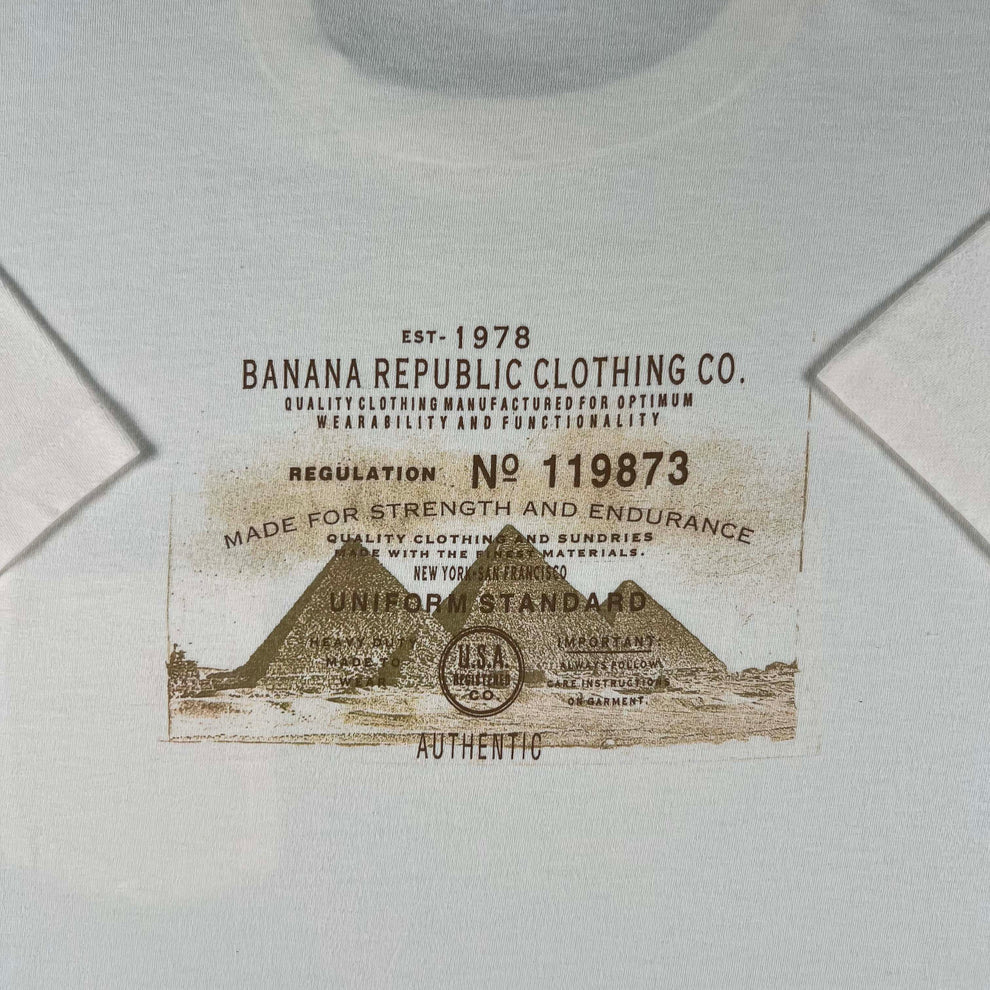 EST- 1978
BANANA REPUBLIC CLOTHING CO.
QUALITY CLOTHING MANUFACTURED FOR OPTIMUM
WEARABILITY AND FUNCTIONALITY
REGULATION Nº 119873
MADE FOR STRENGTH AND ENDURANCE
QUALITY CLOTHING AND SUNDRIES
MADE WITH THE FINEST MATERIALS.
NEW YORK-SAN FRANCISCO
UNIFORM STANDARD
HEAVY DUTY
MADE TO
WEAR
U.S.A.
REGISTERED
CO
IMPORTANT:
ALWAYS FOLLOW
CARE INSTRUCTIONS
ON GARMENT.
AUTHENTIC